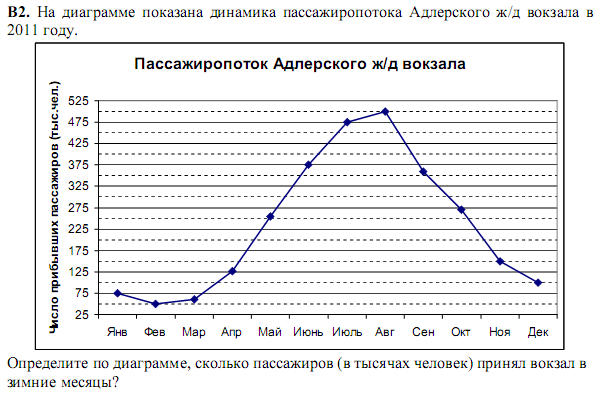 В2. На диаграмме показана динамика пассажиропотока Адлерского ж/д вокзала в
2011 году.
Пассажиропоток Адлерского ж/д вокзала
Число прибывших пассажиров (тыс.чел.)
525
475
425
375
325
275
225
175
125
75
25
Янв Фев Мар Апр Май Июнь Июль Авг Сен Окт Ноя Дек
Определите по диаграмме, сколько пассажиров (в тысячах человек) принял вокзал в
зимние месяцы?